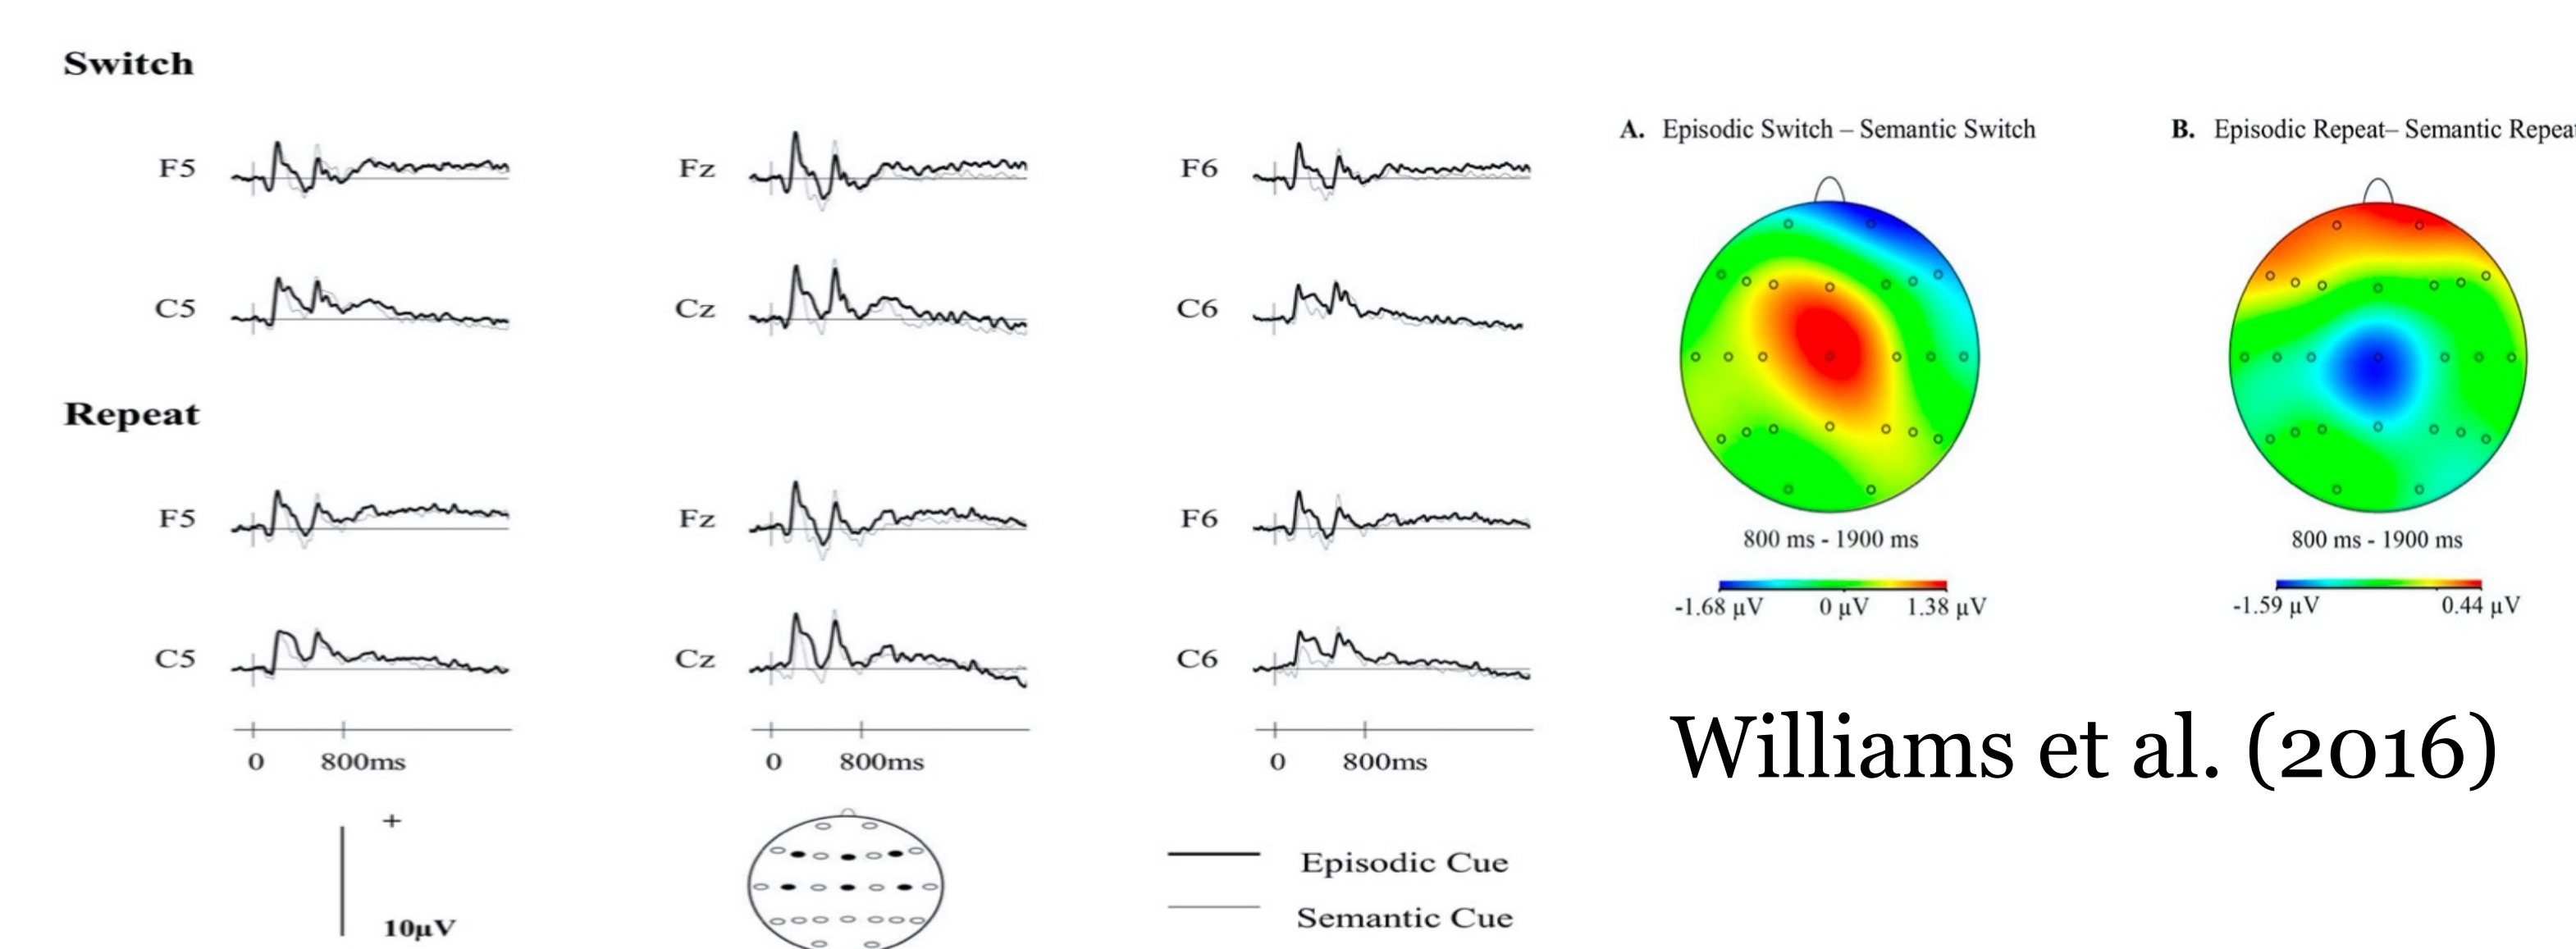 Switch
F5
Fz
F6
C5
Cz
C6
Repeat
F5
Fz
F6
C5
Cz
C6
0 800ms
0 800ms
0 800ms
+
10µV
Episodic Cue
Semantic Cue
A. Episodic Switch – Semantic Switch
B. Episodic Repeat– Semantic Repea
800 ms - 1900 ms
800 ms - 1900 ms
-1.68 µV 0 µV 1.38 µV
-1.59 µV 0.44 µV
Williams et al. (2016)